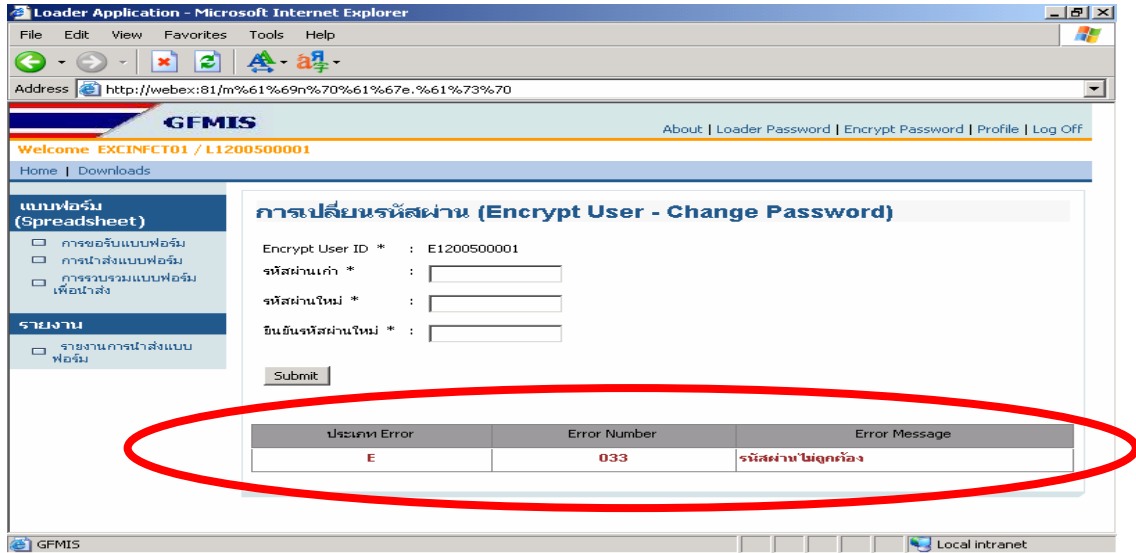 Loader Application - Microsoft Internet Explorer
File Edit View Favorites Tools Help
Address http://webex:81/m%61%69n%70%61%67e.%61%73%70
GFMIS
About | Loader Password | Encrypt Password | Profile | Log Off
Welcome EXCINFCT01 / L1200500001
Home | Downloads
แบบฟอร์ม
(Spreadsheet)
การขอรับแบบฟอร์ม
การนำส่งแบบฟอร์ม
การรวบรวมแบบฟอร์ม
เพื่อนำส่ง
รายงาน
รายงานการนำส่งแบบ
ฟอร์ม
การเปลี่ยนรหัสผ่าน (Encrypt User - Change Password)
Encrypt User ID * : E1200500001
รหัสผ่านเก่า * :
รหัสผ่านใหม่ * :
ยืนยันรหัสผ่านใหม่ * :
Submit
ประเภท Error Error Number Error Message
E 033 รหัสผ่านไม่ถูกต้อง
GFMIS Local intranet